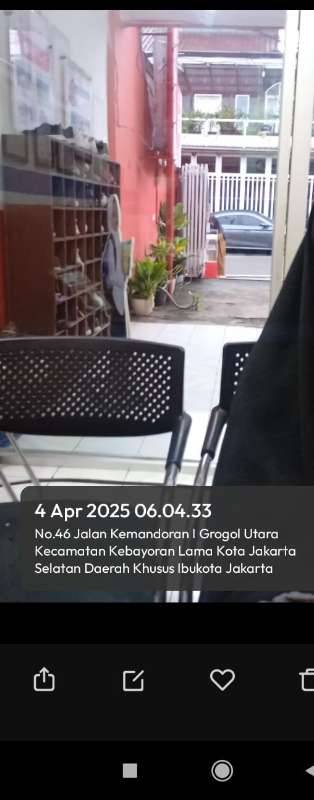 4 Apr 2025 06.04.33
No.46 Jalan Kemandoran I Grogol Utara
Kecamatan Kebayoran Lama Kota Jakarta
Selatan Daerah Khusus Ibukota Jakarta